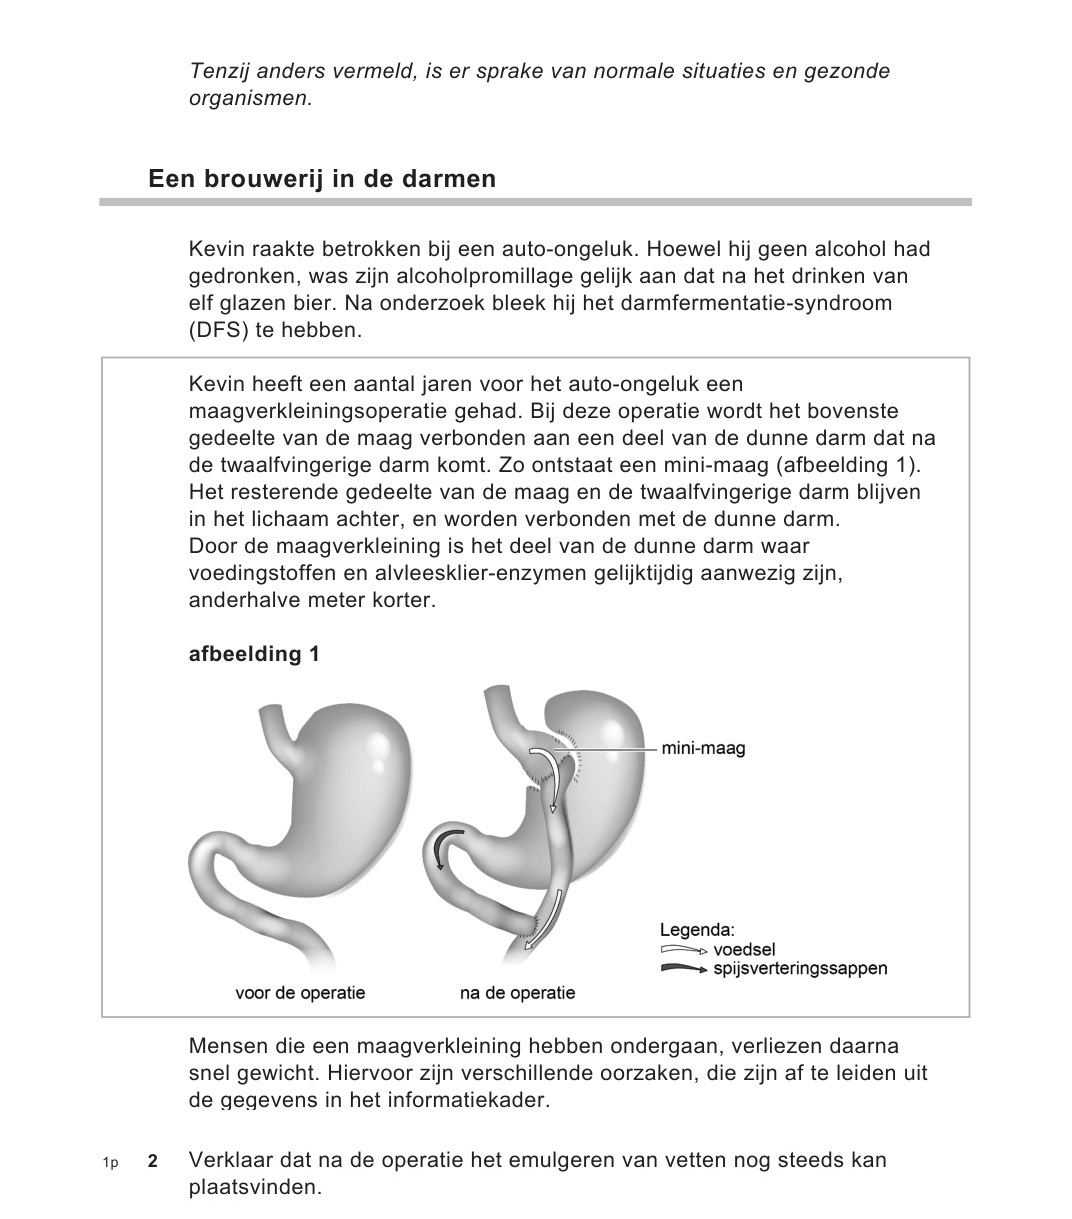 Tenzij anders vermeld, is er sprake van normale situaties en gezonde
organismen.
Een brouwerij in de darmen
Kevin raakte betrokken bij een auto-ongeluk. Hoewel hij geen alcohol had
gedronken, was zijn alcoholpromillage gelijk aan dat na het drinken van
elf glazen bier. Na onderzoek bleek hij het darmfermentatie-syndroom
(DFS) te hebben.
Kevin heeft een aantal jaren voor het auto-ongeluk een
maagverkleiningsoperatie gehad. Bij deze operatie wordt het bovenste
gedeelte van de maag verbonden aan een deel van de dunne darm dat na
de twaalfvingerige darm komt. Zo ontstaat een mini-maag (afbeelding 1).
Het resterende gedeelte van de maag en de twaalfvingerige darm blijven
in het lichaam achter, en worden verbonden met de dunne darm.
Door de maagverkleining is het deel van de dunne darm waar
voedingstoffen en alvleesklier-enzymen gelijktijdig aanwezig zijn,
anderhalve meter korter.
afbeelding 1
mini-maag
Legenda:
voedsel
spijsverteringssappen
voor de operatie
na de operatie
Mensen die een maagverkleining hebben ondergaan, verliezen daarna
snel gewicht. Hiervoor zijn verschillende oorzaken, die zijn af te leiden uit
de gegevens in het informatiekader.
1p 2 Verklaar dat na de operatie het emulgeren van vetten nog steeds kan
plaatsvinden.